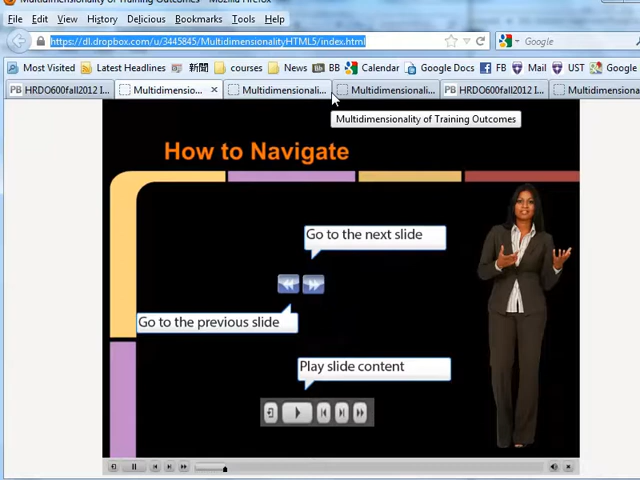 Multidimensionality of Training Outcomes - Mozilla Firefox
File Edit View History Delicious Bookmarks Tools Help
https://dl.dropbox.com/u/3445845/MultidimensionalityHTML5/index.html
Google
Most Visited Latest Headlines 新聞 courses News BB Calendar Google Docs FB Mail UST Google
HRDO600fall2012 I... Multidimensio... Multidimensionali... Multidimensionali... HRDO600fall2012 I... Multidimensionali
Multidimensionality of Training Outcomes
How to Navigate
Go to the next slide
Go to the previous slide
Play slide content